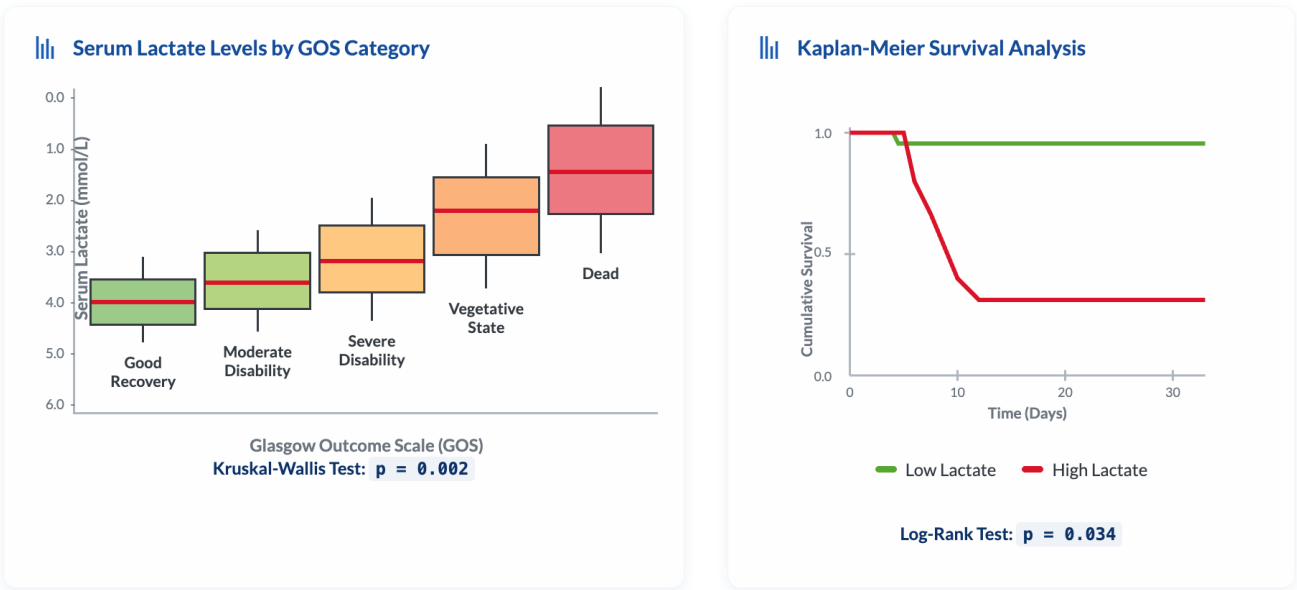 Serum Lactate Levels by GOS Category
0.0
1.0
2.0
3.0
4.0
5.0
6.0
Serum Lactate (mmol/L)
Good
Recovery
Moderate
Disability
Severe
Disability
Vegetative
State
Dead
Glasgow Outcome Scale (GOS)
Kruskal-Wallis Test: p = 0.002
Kaplan-Meier Survival Analysis
1.0
0.5
0.0
Cumulative Survival
0 10 20 30
Time (Days)
Low Lactate High Lactate
Log-Rank Test: p = 0.034